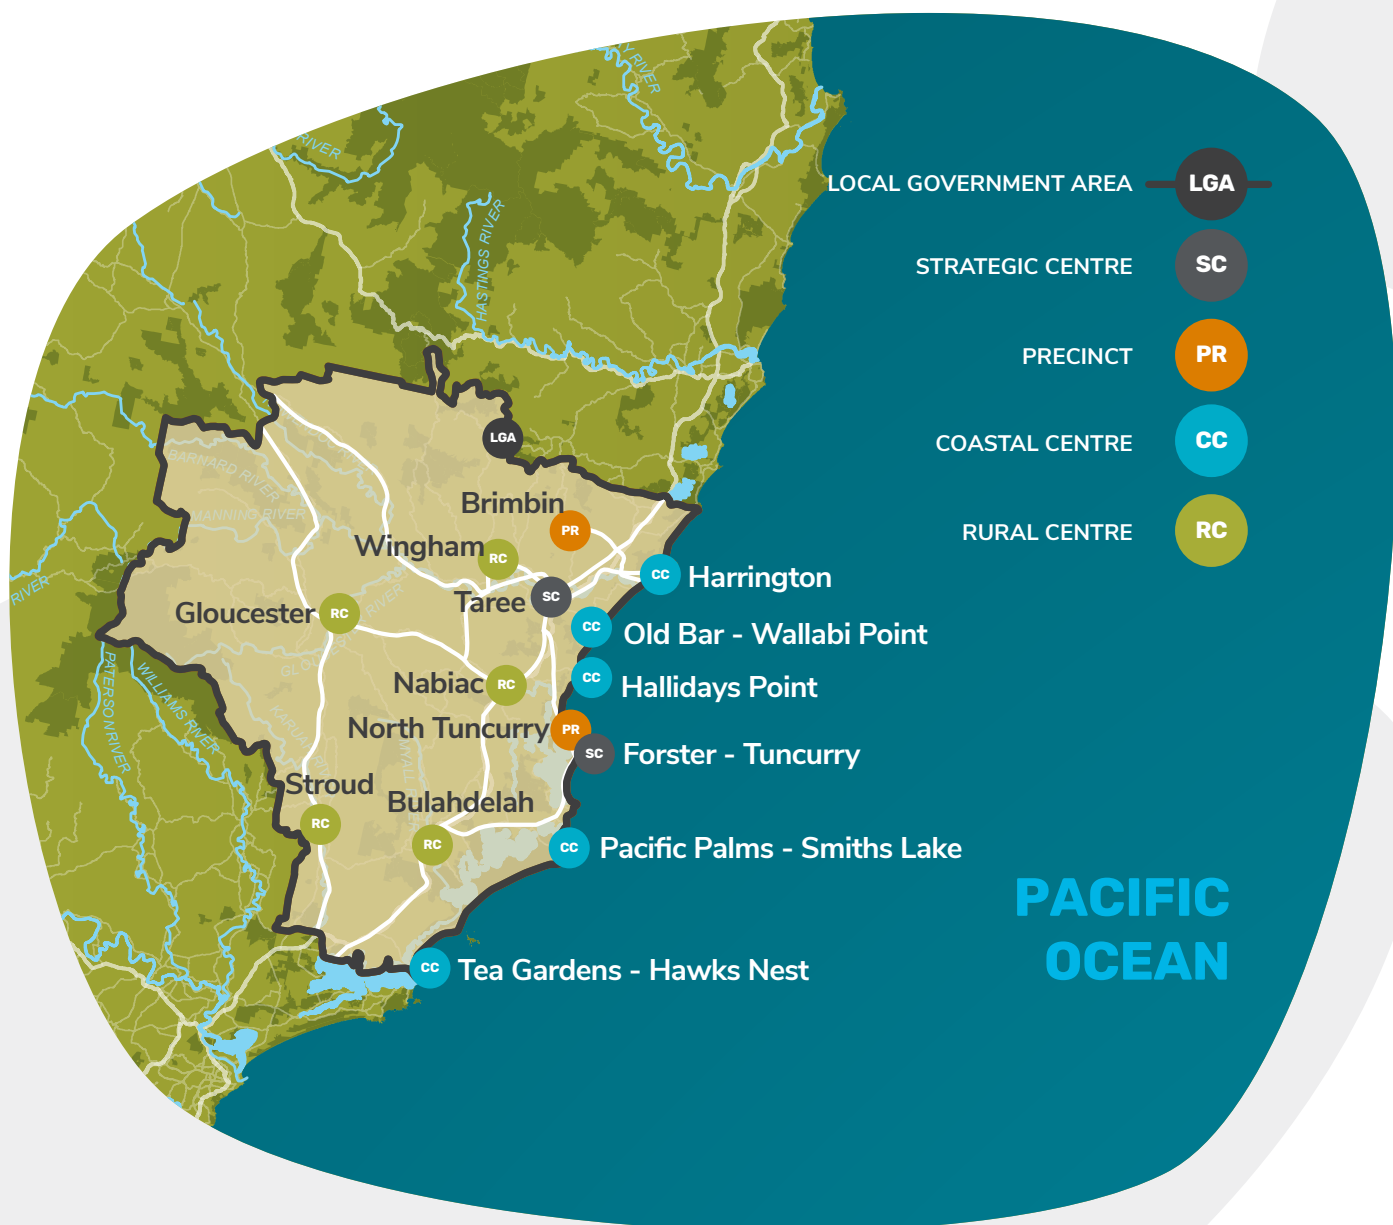 RIVER
RIVER
HASTINGS RIVER
LOCAL GOVERNMENT AREA
LGA
STRATEGIC CENTRE
SC
PRECINCT
PR
COASTAL CENTRE
CC
RURAL CENTRE
RC
LGA
BARNARD RIVER
MANNING RIVER
Brimbin
PR
Wingham
RC
Harrington
CC
RIVER
Gloucester
RC
RIVER
Taree
SC
CC
Old Bar - Wallabi Point
PATERSON RIVER
WILLIAMS RIVER
Nabiac
RC
CC
Hallidays Point
North Tuncurry
PR
SC
Forster - Tuncurry
Stroud
RC
Bulahdelah
RC
CC
Pacific Palms - Smiths Lake
PACIFIC
OCEAN
CC
Tea Gardens - Hawks Nest